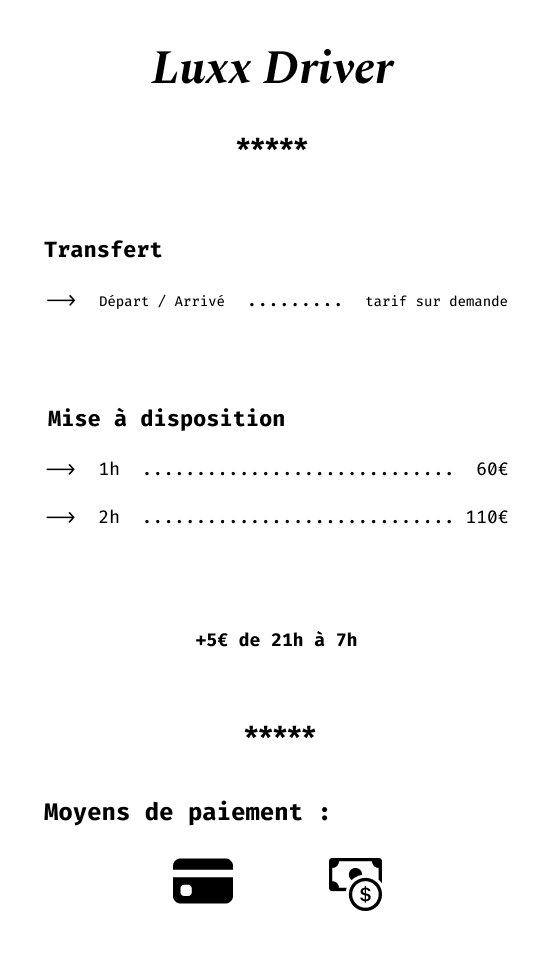 Luxx Driver
*****
Transfert
→ Départ / Arrivé ......... tarif sur demande
Mise à disposition
→ 1h ............................. 60€
→ 2h ............................. 110€
+5€ de 21h à 7h
*****
Moyens de paiement :
$